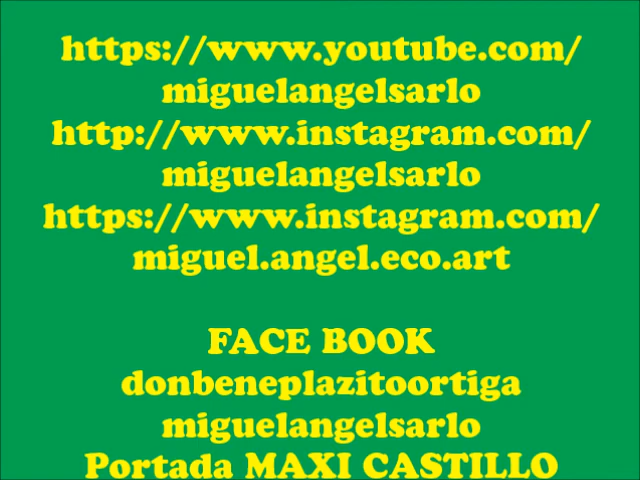 https://www.youtube.com/
miguelangelsarlo
http://www.instagram.com/
miguelangelsarlo
https://www.instagram.com/
miguel.angel.eco.art
FACE BOOK
donbeneplazitoortiga
miguelangelsarlo
Portada MAXI CASTILLO